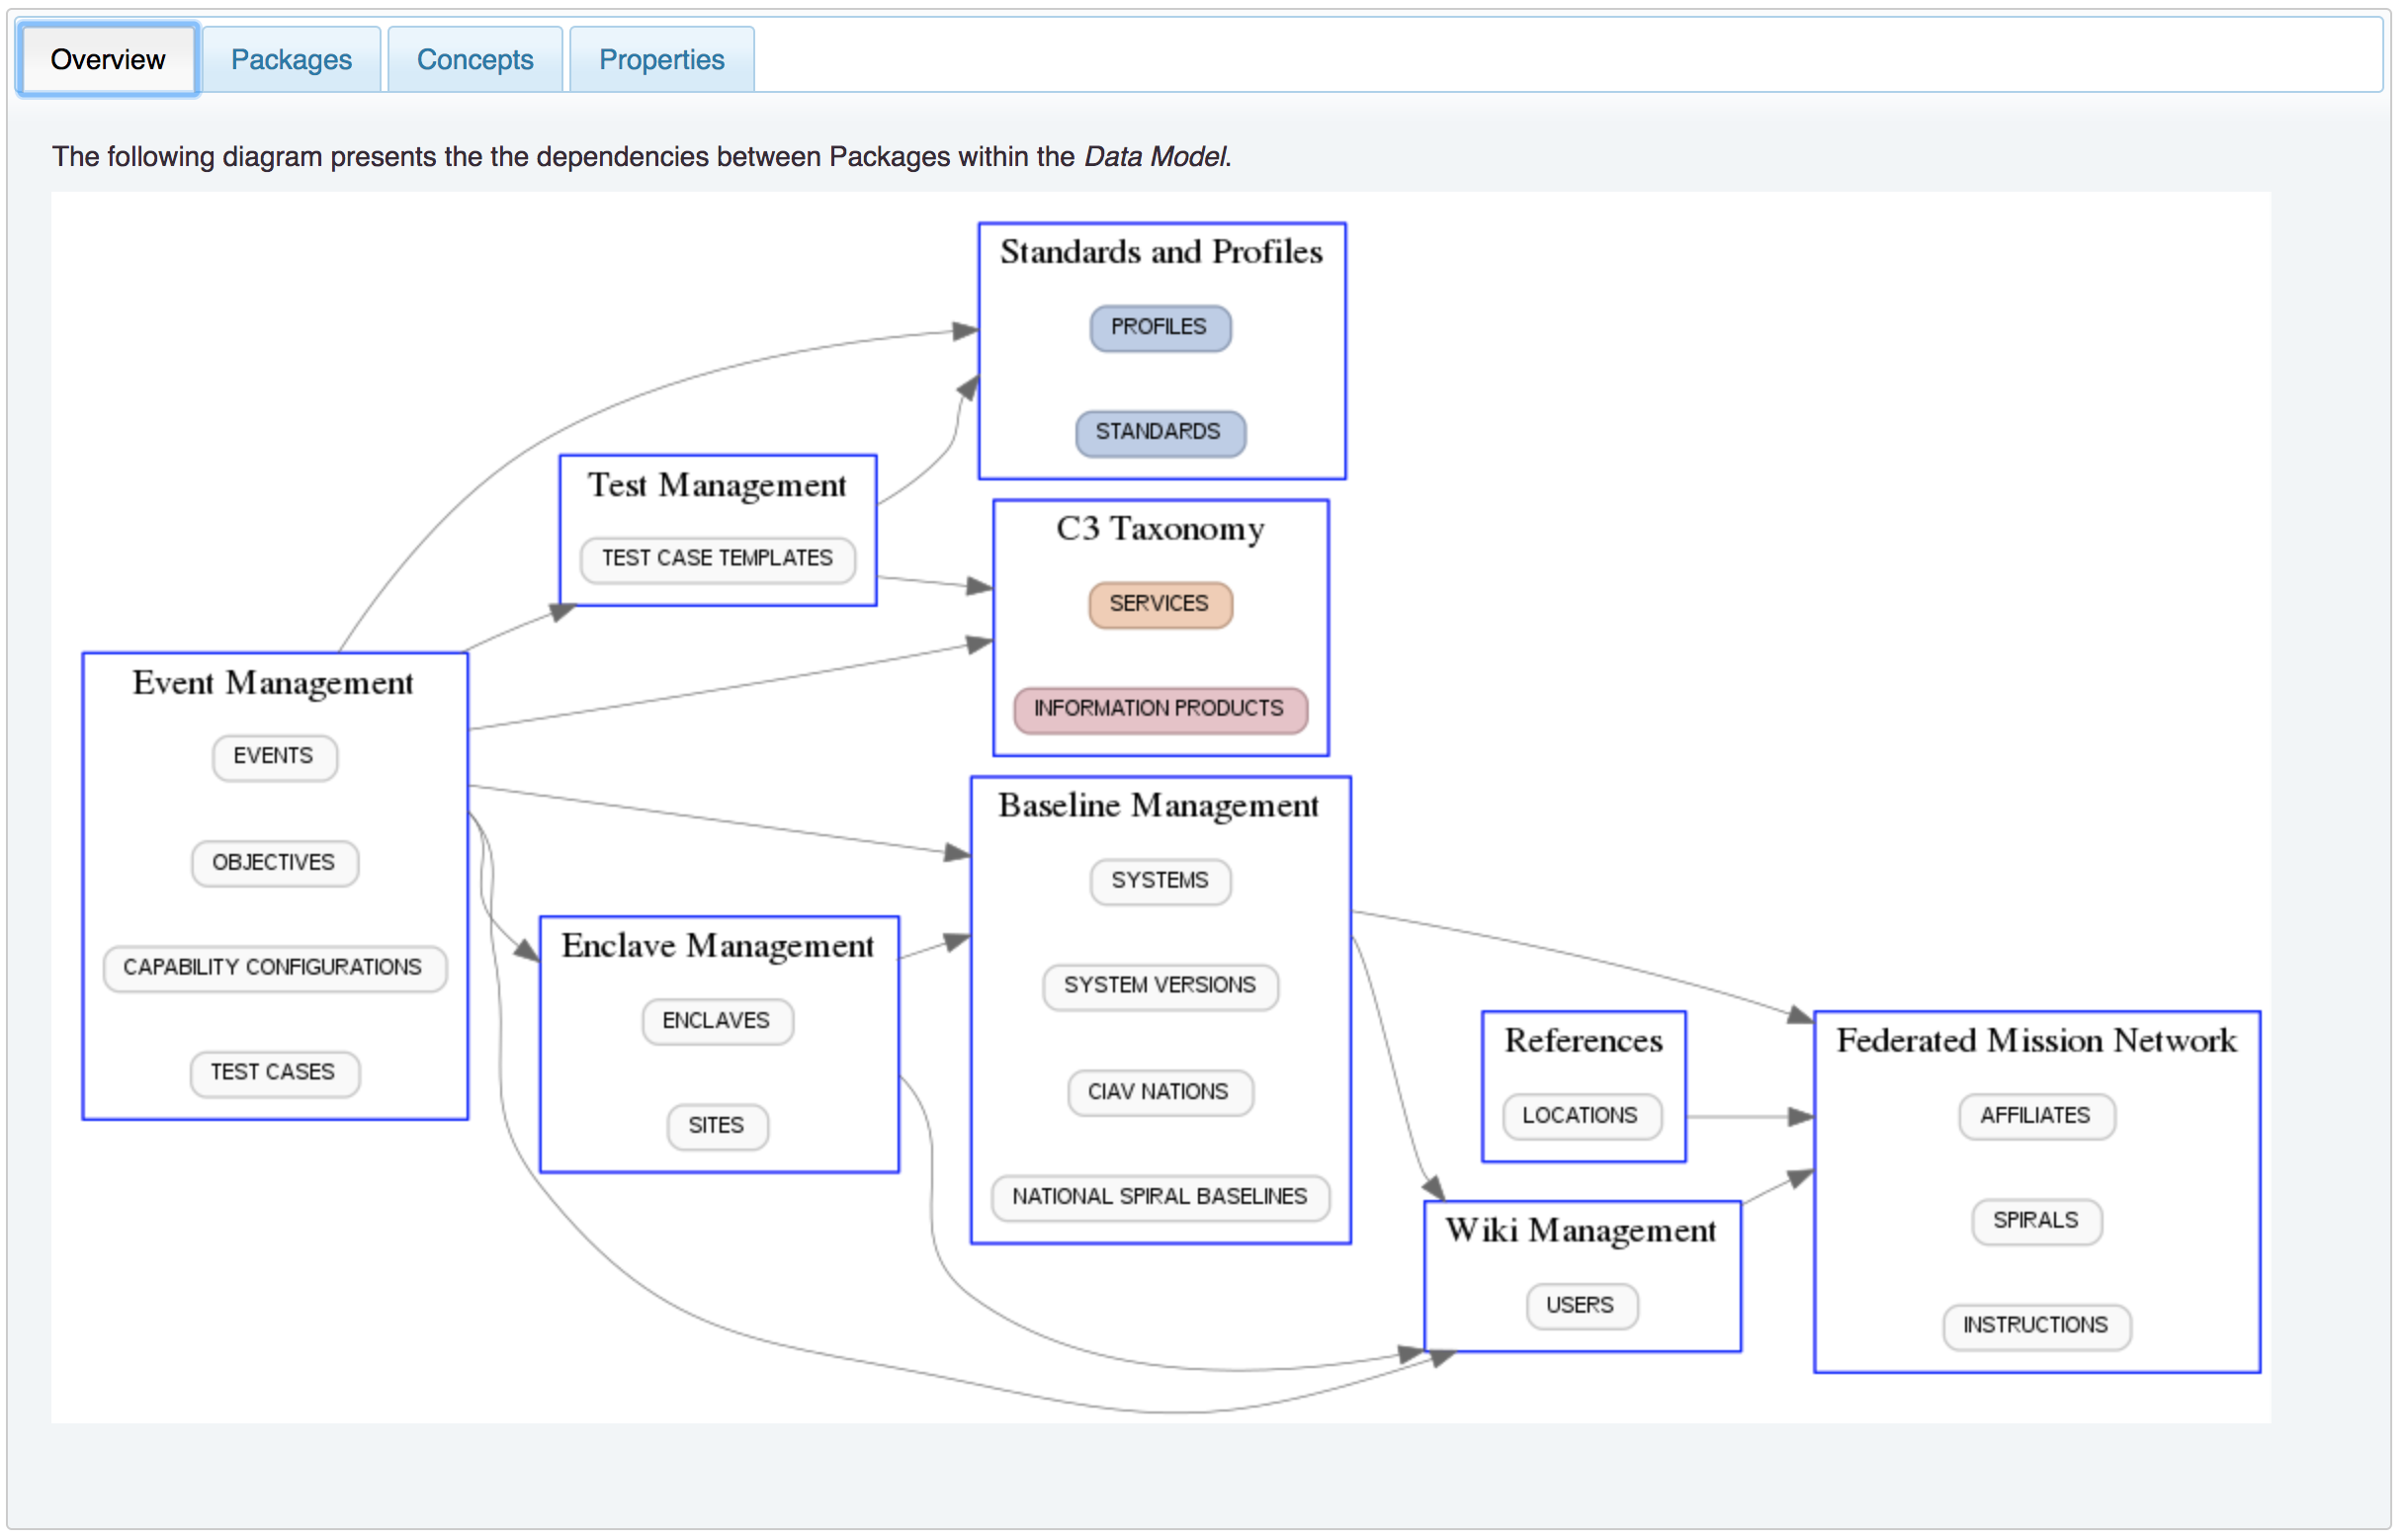 Overview
Packages
Concepts
Properties
The following diagram presents the the dependencies between Packages within the Data Model.
Standards and Profiles
PROFILES
STANDARDS
Test Management
TEST CASE TEMPLATES
C3 Taxonomy
SERVICES
INFORMATION PRODUCTS
Event Management
EVENTS
OBJECTIVES
CAPABILITY CONFIGURATIONS
TEST CASES
Enclave Management
ENCLAVES
SITES
Baseline Management
SYSTEMS
SYSTEM VERSIONS
CIAV NATIONS
NATIONAL SPIRAL BASELINES
References
LOCATIONS
Wiki Management
USERS
Federated Mission Network
AFFILIATES
SPIRALS
INSTRUCTIONS